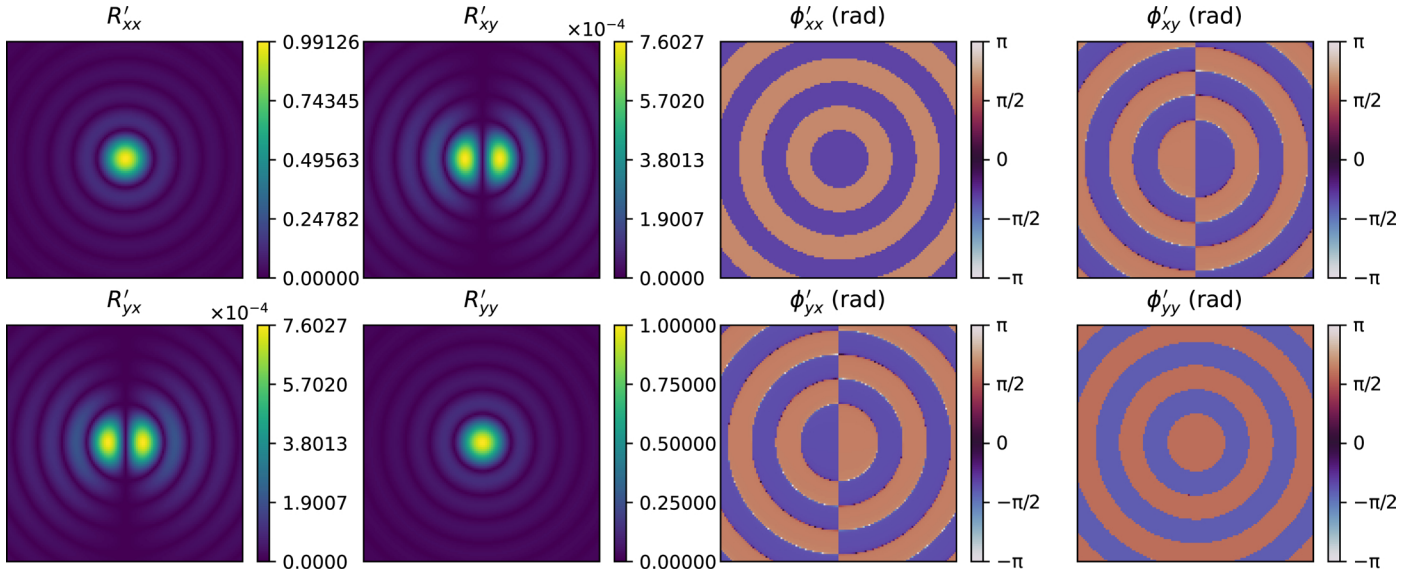 R′xx
0.99126
0.74345
0.49563
0.24782
0.00000
R′xy
×10⁻⁴
7.6027
5.7020
3.8013
1.9007
0.0000
ϕ′xx (rad)
π
π/2
0
−π/2
−π
ϕ′xy (rad)
π
π/2
0
−π/2
−π
R′yx
×10⁻⁴
7.6027
5.7020
3.8013
1.9007
0.0000
R′yy
1.00000
0.75000
0.50000
0.25000
0.00000
ϕ′yx (rad)
π
π/2
0
−π/2
−π
ϕ′yy (rad)
π
π/2
0
−π/2
−π